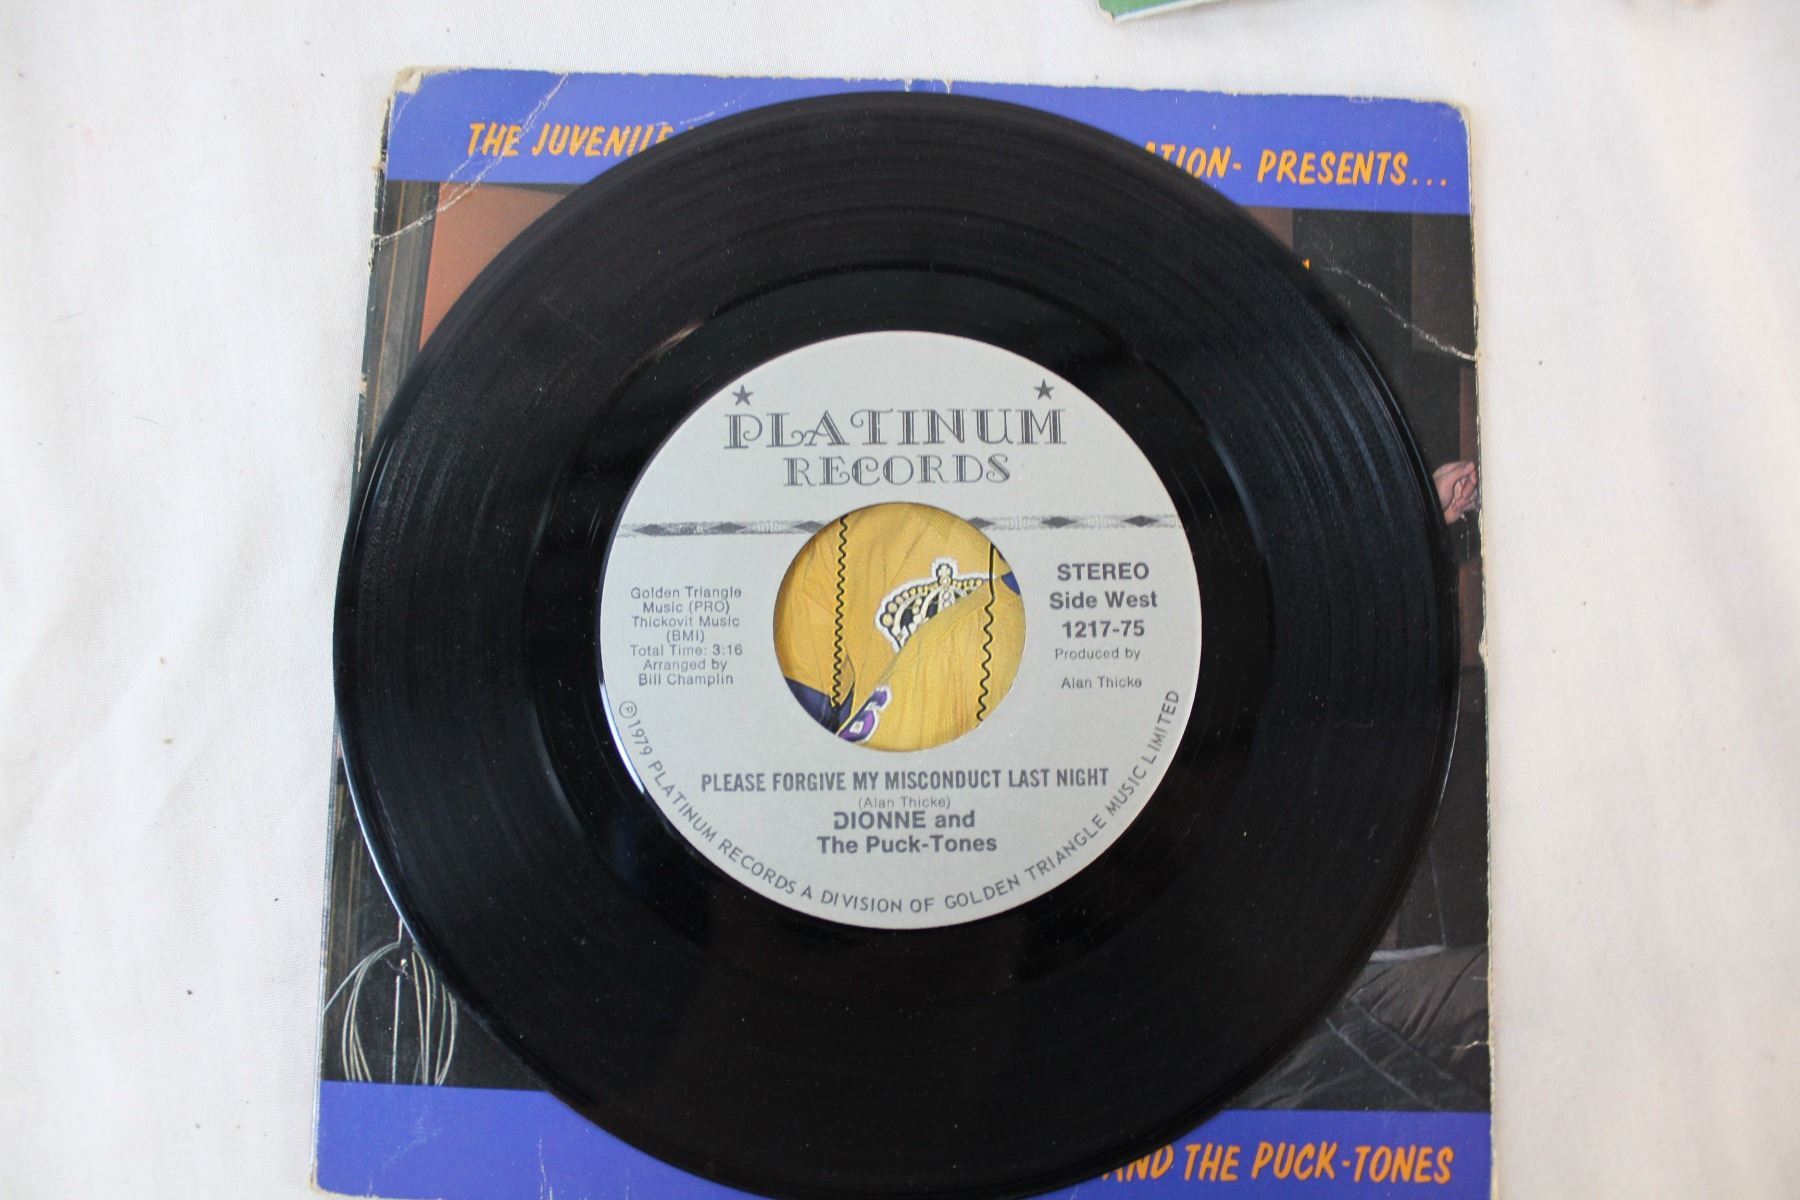 THE JUVENILE
ATION- PRESENTS...
PLATINUM
RECORDS
Golden Triangle
Music (PRO)
Thickovit Music
(BMI)
Total Time: 3:16
Arranged by
Bill Champlin
STEREO
Side West
1217-75
Produced by
Alan Thicke
PLEASE FORGIVE MY MISCONDUCT LAST NIGHT
(Alan Thicke)
DIONNE and
The Puck-Tones
Ⓟ1979 PLATINUM RECORDS A DIVISION OF GOLDEN TRIANGLE MUSIC LIMITED
AND THE PUCK-TONES